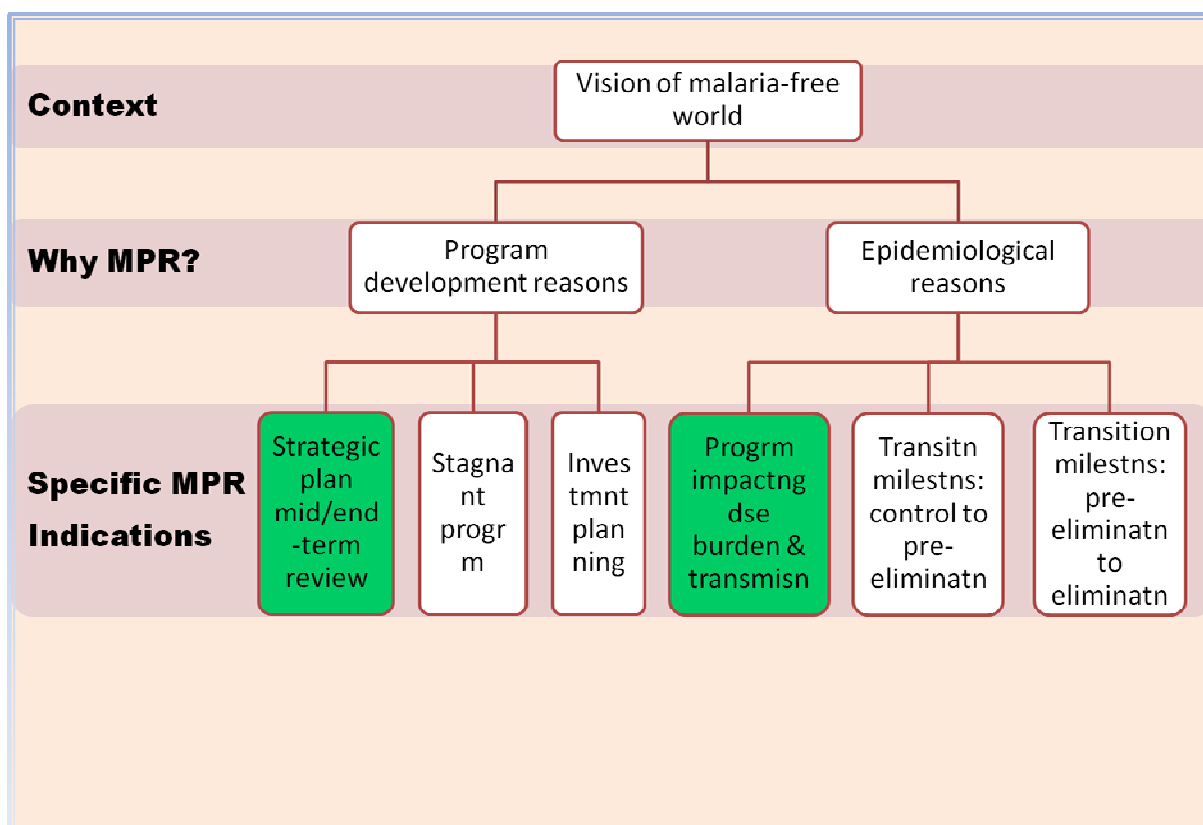 Context
Vision of malaria-free
world
Why MPR?
Program
development reasons
Epidemiological
reasons
Specific MPR
Indications
Strategic
plan
mid/end
-term
review
Stagna
nt
progr
m
Inves
tmnt
plan
ning
Progrm
impactng
dse
burden &
transmisn
Transitn
milestns:
control to
pre-
eliminatn
Transition
milestns:
pre-
eliminatn
to
eliminatn